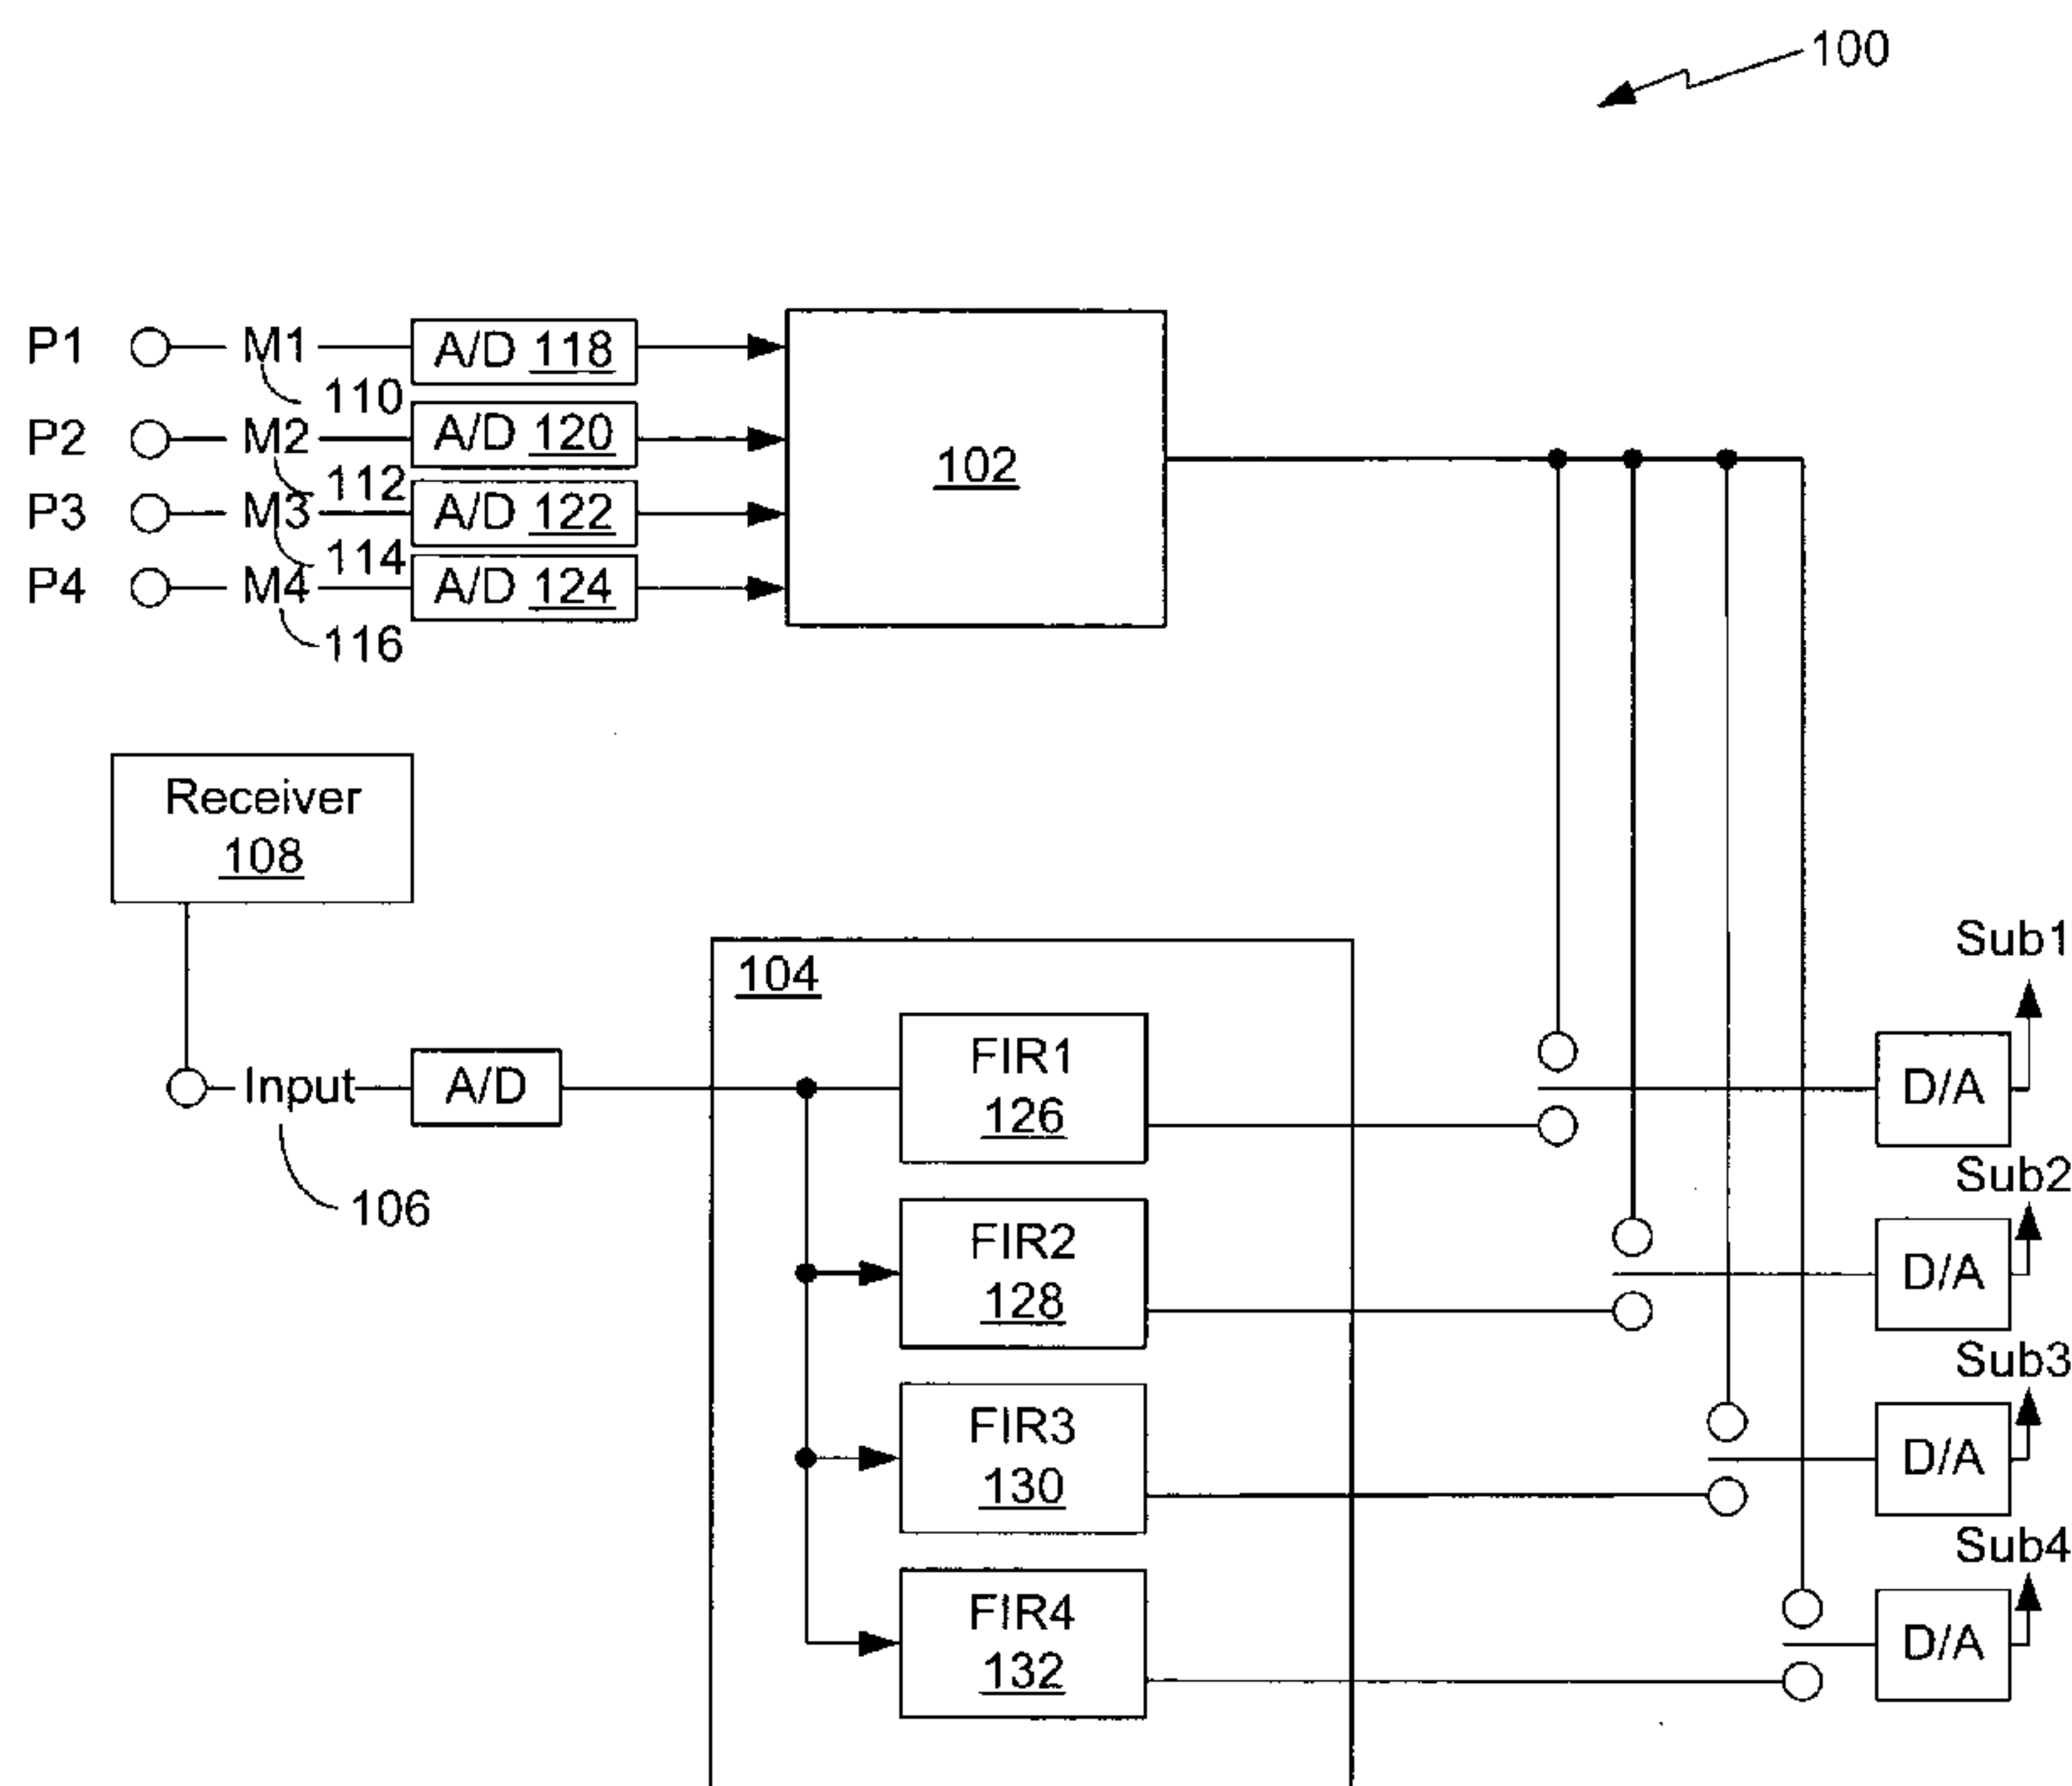 100
P1 M1 A/D 118
110
P2 M2 A/D 120
112
102
P3 M3 A/D 122
114
P4 M4 A/D 124
116
Receiver
108
Sub1
104
Input A/D
FIR1
126
D/A
106
Sub2
FIR2
128
D/A
Sub3
FIR3
130
D/A
Sub4
FIR4
132
D/A